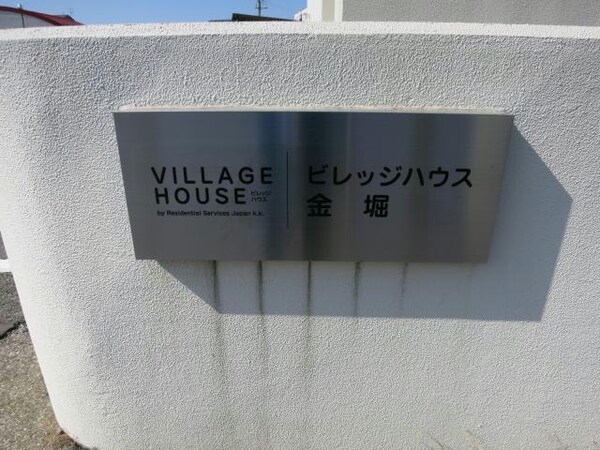 VILLAGE
HOUSE ビレッジ
ハウス
by Residential Services Japan k.k.
ビレッジハウス
金 堀